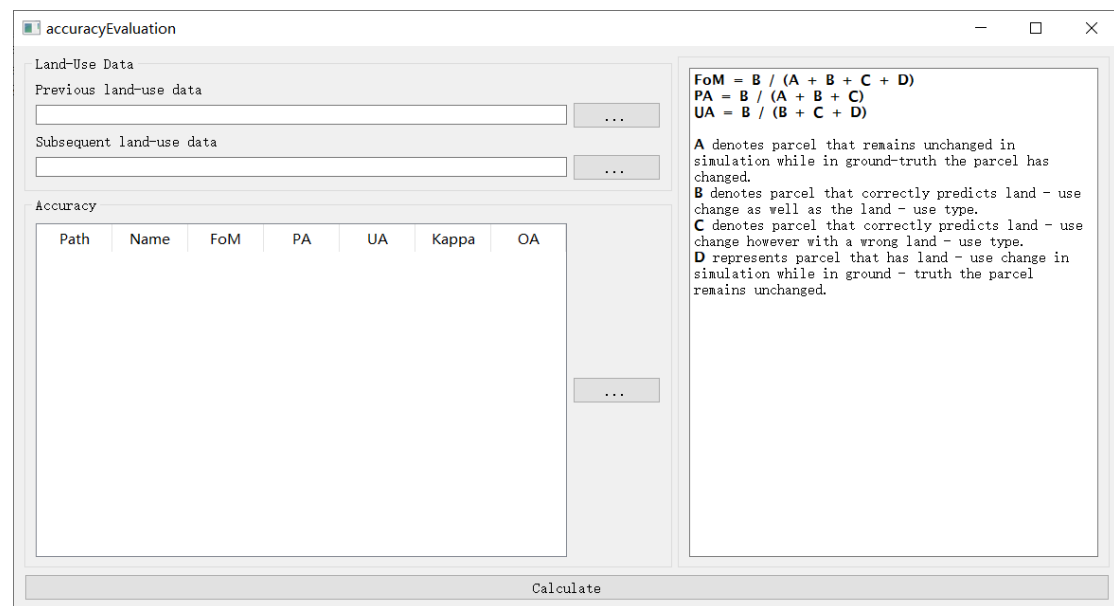 accuracyEvaluation
Land-Use Data
Previous land-use data
...
Subsequent land-use data
...
Accuracy
Path Name FoM PA UA Kappa OA
...
FoM = B / (A + B + C + D)
PA = B / (A + B + C)
UA = B / (B + C + D)
A denotes parcel that remains unchanged in
simulation while in ground-truth the parcel has
changed.
B denotes parcel that correctly predicts land - use
change as well as the land - use type.
C denotes parcel that correctly predicts land - use
change however with a wrong land - use type.
D represents parcel that has land - use change in
simulation while in ground - truth the parcel
remains unchanged.
Calculate